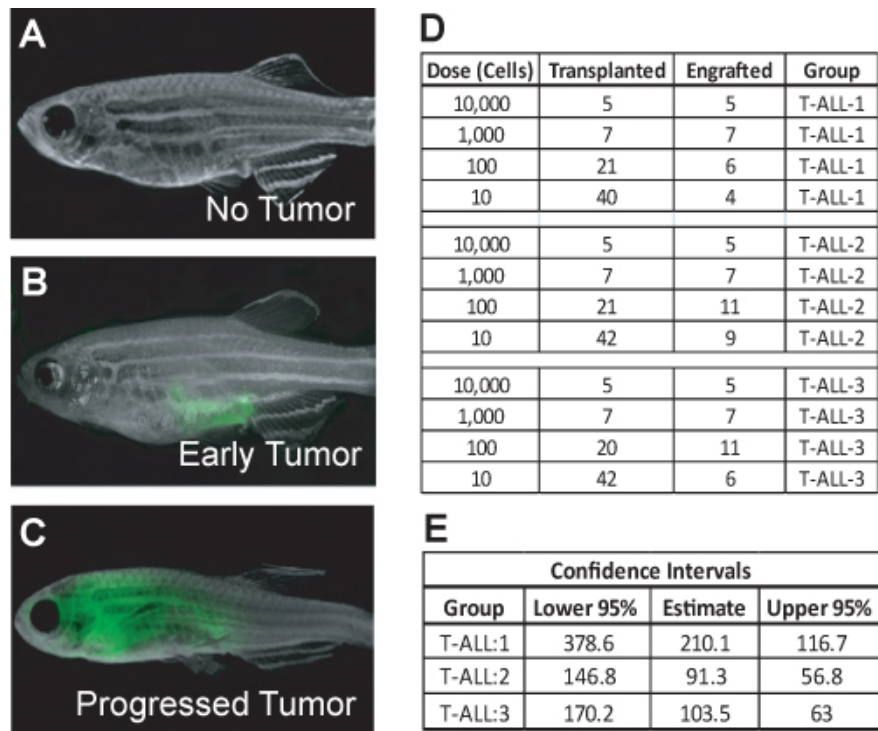 A
No Tumor
B
Early Tumor
C
Progressed Tumor
D
Dose (Cells) Transplanted Engrafted Group
10,000 5 5 T-ALL-1
1,000 7 7 T-ALL-1
100 21 6 T-ALL-1
10 40 4 T-ALL-1
10,000 5 5 T-ALL-2
1,000 7 7 T-ALL-2
100 21 11 T-ALL-2
10 42 9 T-ALL-2
10,000 5 5 T-ALL-3
1,000 7 7 T-ALL-3
100 20 11 T-ALL-3
10 42 6 T-ALL-3
E
Confidence Intervals
Group Lower 95% Estimate Upper 95%
T-ALL:1 378.6 210.1 116.7
T-ALL:2 146.8 91.3 56.8
T-ALL:3 170.2 103.5 63